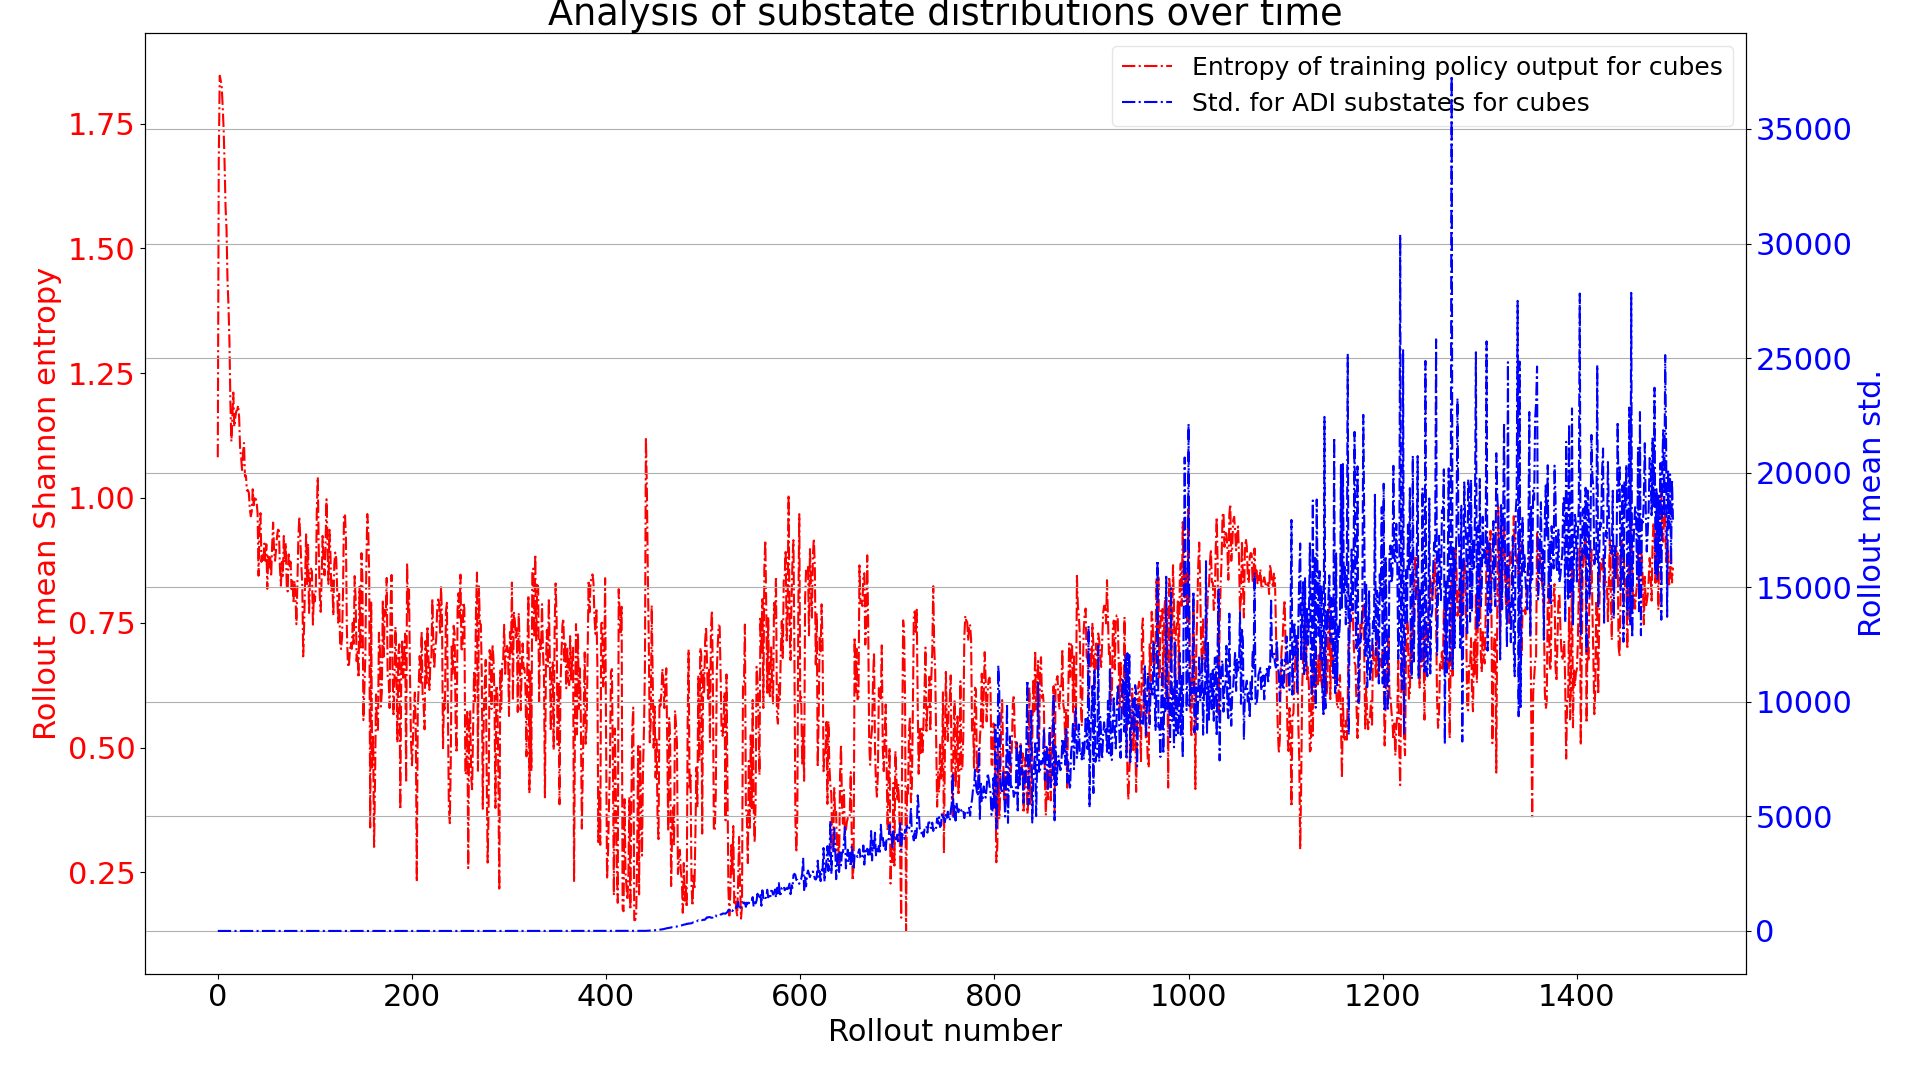 Analysis of substate distributions over time
Entropy of training policy output for cubes
Std. for ADI substates for cubes
Rollout mean Shannon entropy
1.75
1.50
1.25
1.00
0.75
0.50
0.25
35000
30000
25000
20000
15000
10000
5000
0
Rollout mean std.
0 200 400 600 800 1000 1200 1400
Rollout number